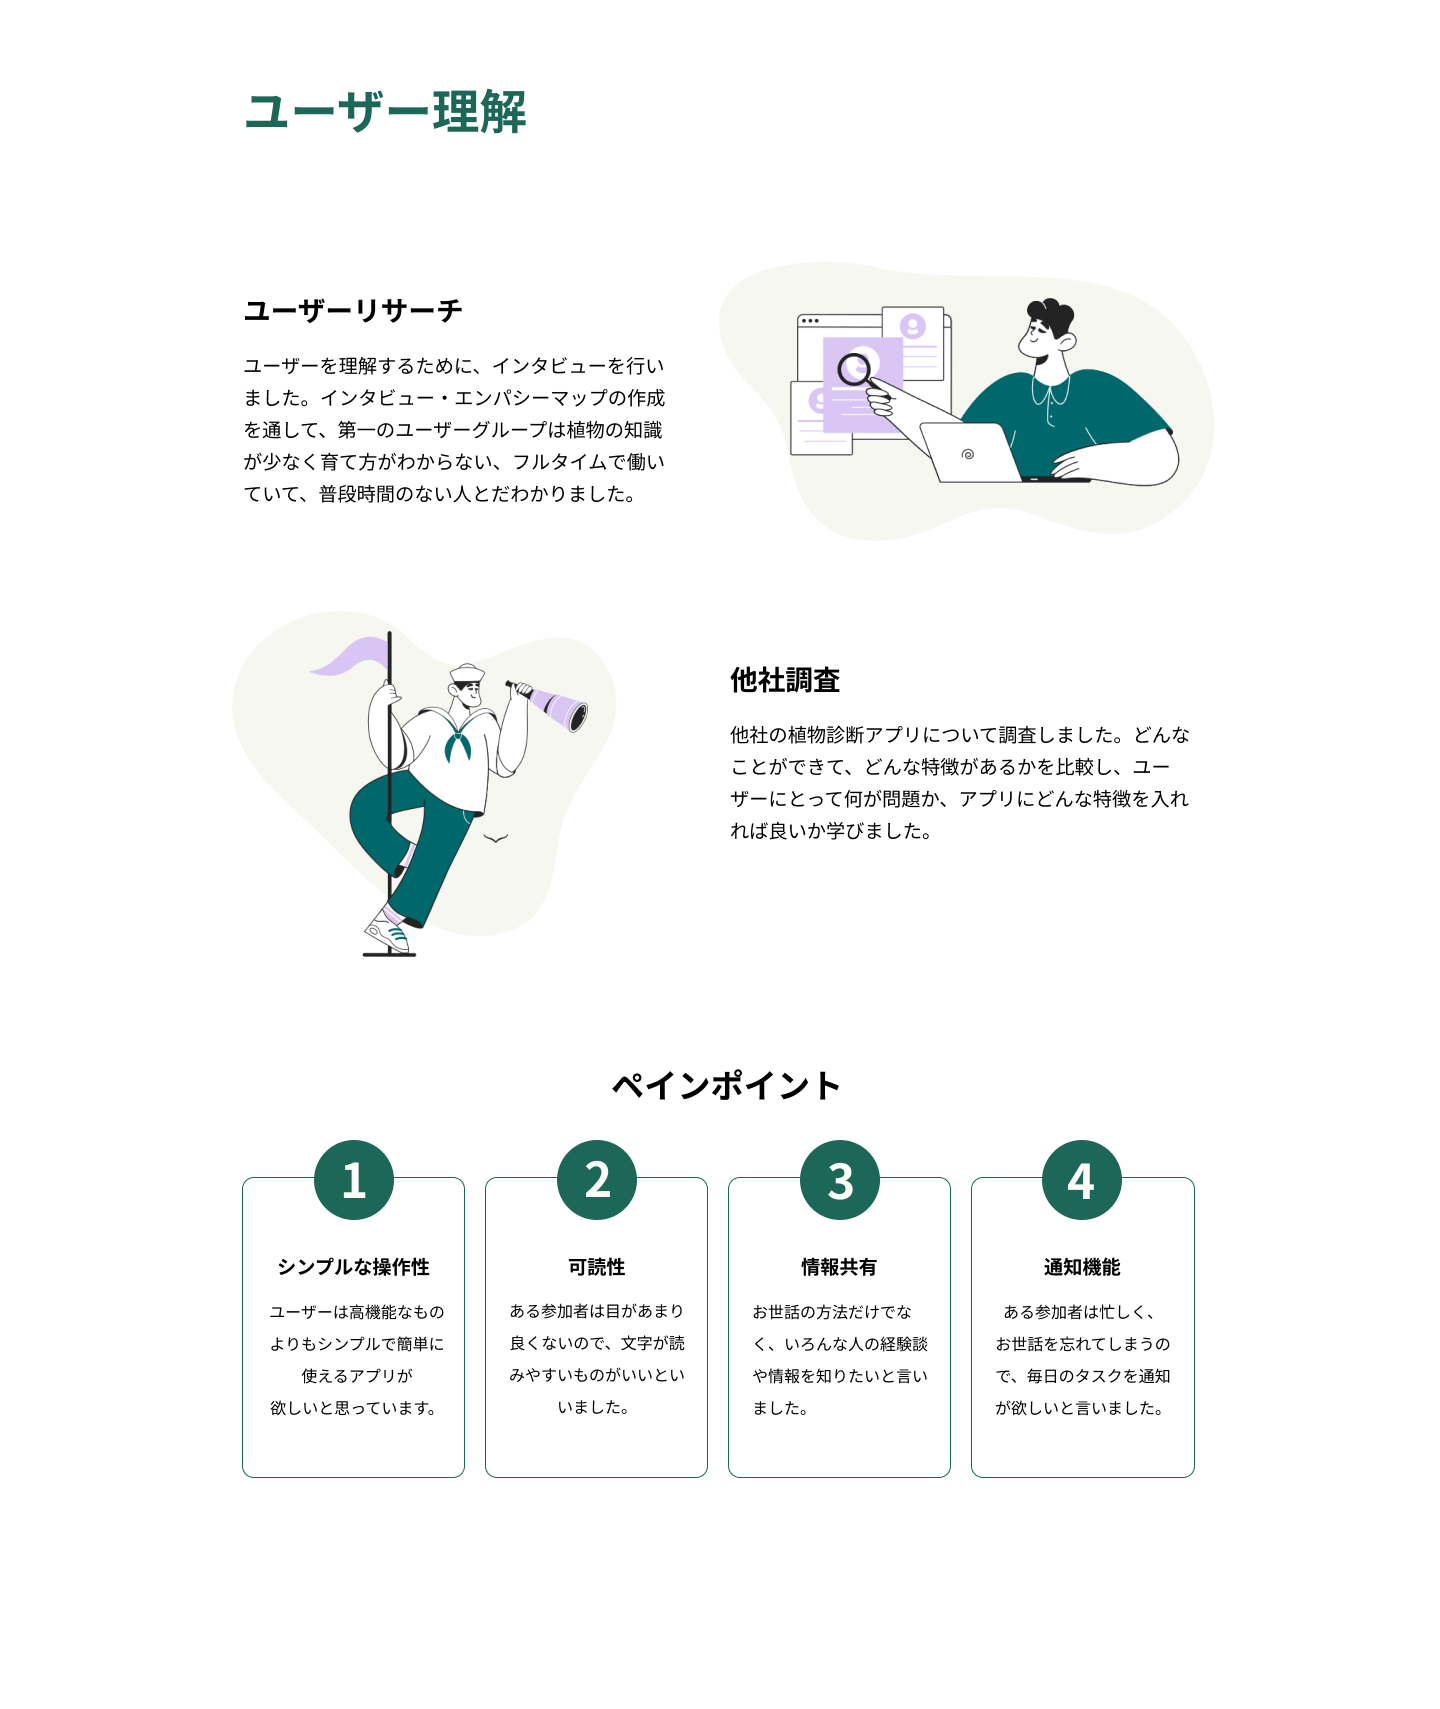 ユーザー理解
ユーザーリサーチ
ユーザーを理解するために、インタビューを行い
ました。インタビュー・エンパシーマップの作成
を通して、第一のユーザーグループは植物の知識
が少なく育て方がわからない、フルタイムで働い
ていて、普段時間のない人とだわかりました。
他社調査
他社の植物診断アプリについて調査しました。どんな
ことができて、どんな特徴があるかを比較し、ユー
ザーにとって何が問題か、アプリにどんな特徴を入れ
れば良いか学びました。
ペインポイント
1
シンプルな操作性
ユーザーは高機能なもの
よりもシンプルで簡単に
使えるアプリが
欲しいと思っています。
2
可読性
ある参加者は目があまり
良くないので、文字が読
みやすいものがいいとい
いました。
3
情報共有
お世話の方法だけでな
く、いろんな人の経験談
や情報を知りたいと言い
ました。
4
通知機能
ある参加者は忙しく、
お世話を忘れてしまうの
で、毎日のタスクを通知
が欲しいと言いました。